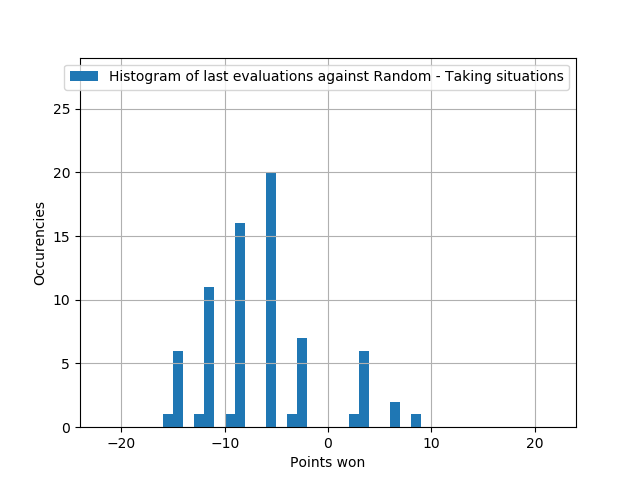 Histogram of last evaluations against Random - Taking situations
25
20
15
10
5
0
Occurencies
−20 −10 0 10 20
Points won